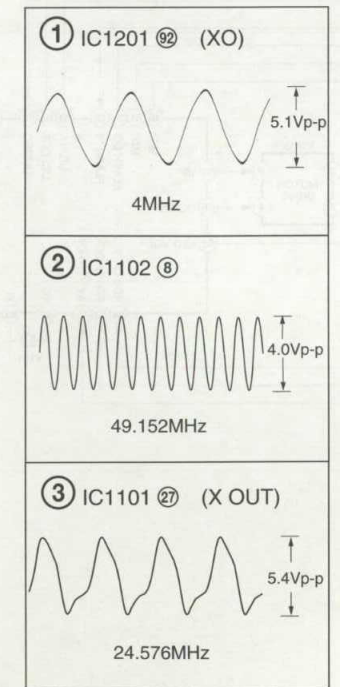 ① IC1201 ㉜ (XO)
5.1Vp-p
4MHz
② IC1102 ⑧
4.0Vp-p
49.152MHz
③ IC1101 ㉗ (X OUT)
5.4Vp-p
24.576MHz